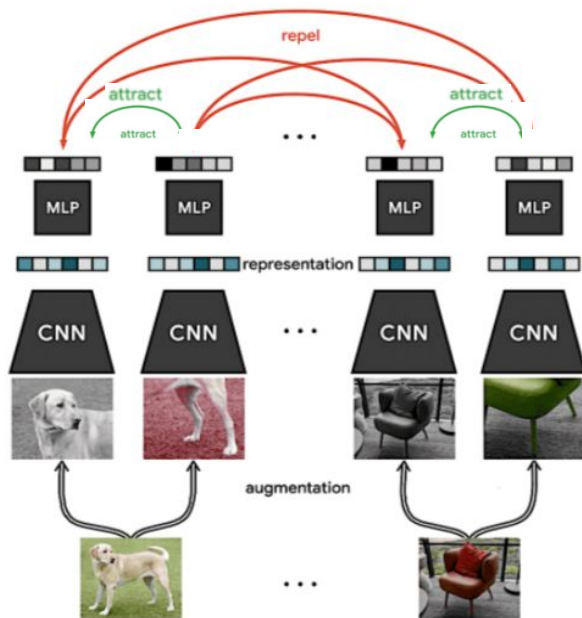 repel
attract attract
attract attract
...
MLP MLP MLP MLP
representation
CNN CNN ... CNN CNN
augmentation
...